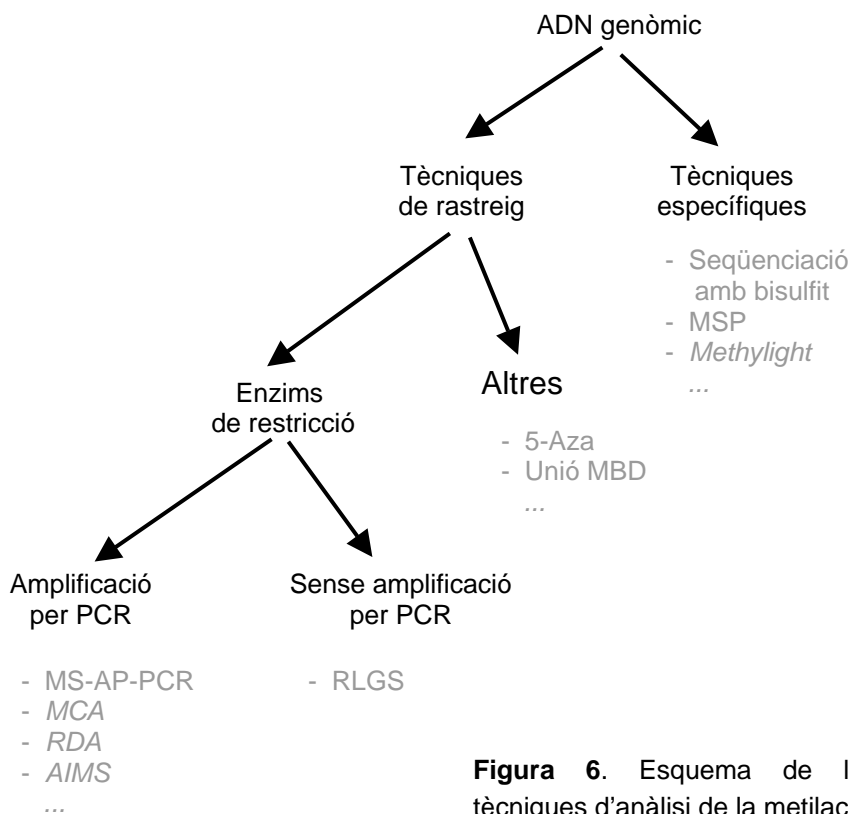 ADN genòmic
Tècniques
de rastreig
Tècniques
específiques
- Seqüenciació
amb bisulfit
- MSP
- Methylight
...
Enzims
de restricció
Altres
- 5-Aza
- Unió MBD
...
Amplificació
per PCR
Sense amplificació
per PCR
- MS-AP-PCR
- MCA
- RDA
- AIMS
...
- RLGS
Figura 6. Esquema de l
tècniques d'anàlisi de la metilac